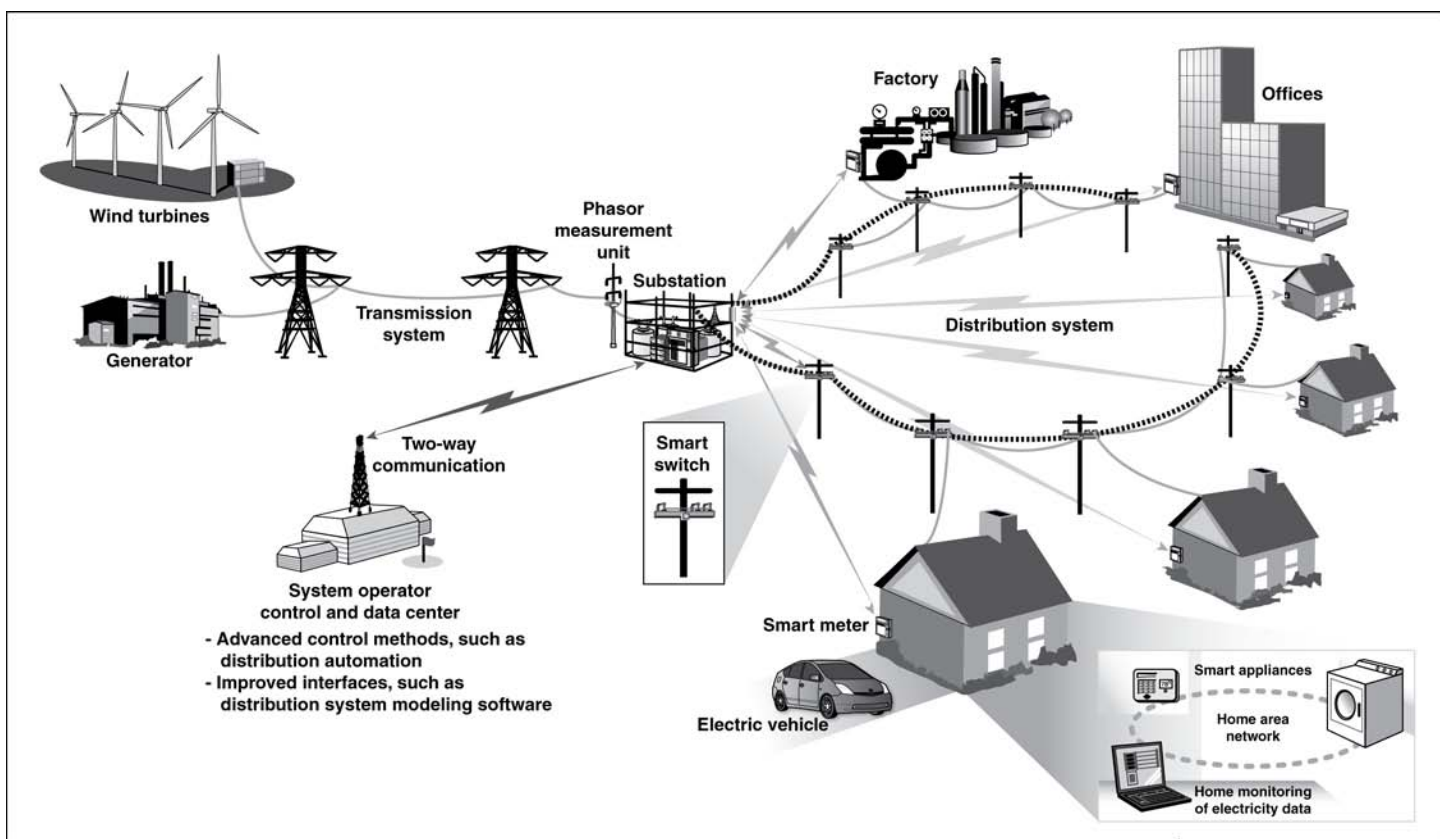 Factory
Offices
Wind turbines
Phasor
measurement
unit
Substation
Transmission
system
Distribution system
Generator
Two-way
communication
Smart
switch
System operator
control and data center
- Advanced control methods, such as
distribution automation
- Improved interfaces, such as
distribution system modeling software
Smart meter
Electric vehicle
Smart appliances
Home area
network
Home monitoring
of electricity data